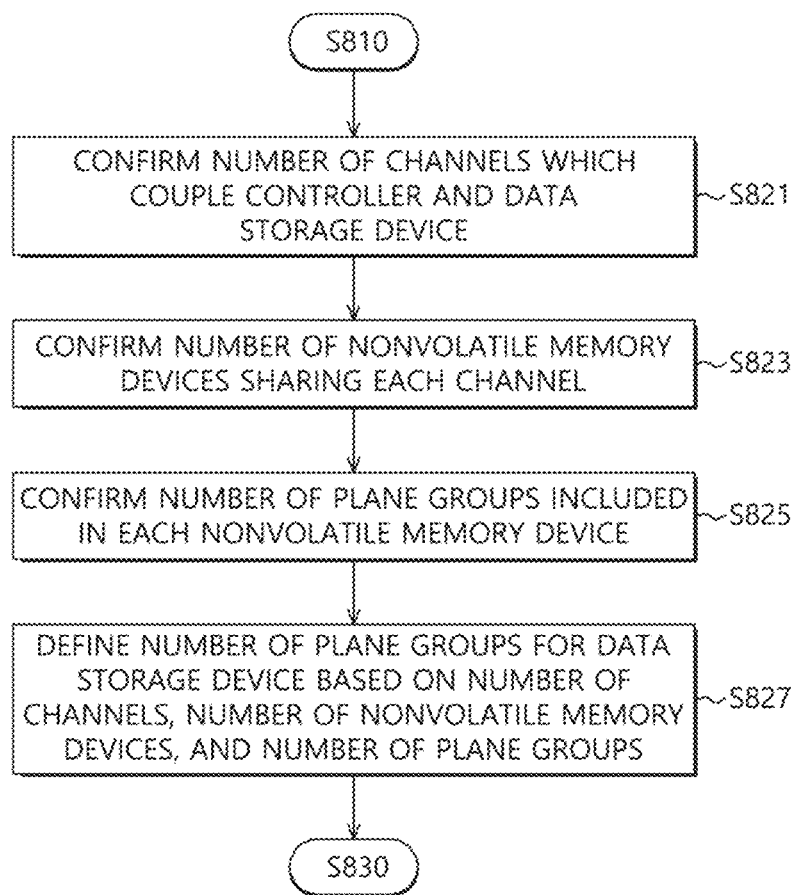 S810
CONFIRM NUMBER OF CHANNELS WHICH
COUPLE CONTROLLER AND DATA
STORAGE DEVICE
S821
CONFIRM NUMBER OF NONVOLATILE MEMORY
DEVICES SHARING EACH CHANNEL
S823
CONFIRM NUMBER OF PLANE GROUPS INCLUDED
IN EACH NONVOLATILE MEMORY DEVICE
S825
DEFINE NUMBER OF PLANE GROUPS FOR DATA
STORAGE DEVICE BASED ON NUMBER OF
CHANNELS, NUMBER OF NONVOLATILE MEMORY
DEVICES, AND NUMBER OF PLANE GROUPS
S827
S830